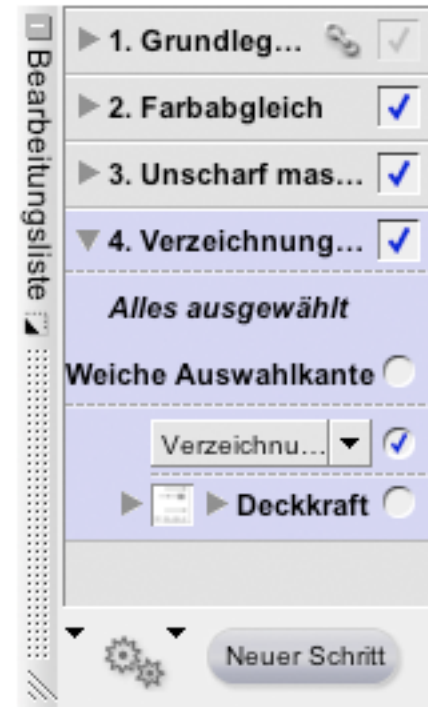 Bearbeitungsliste
1. Grundleg...
2. Farbabgleich
3. Unscharf mas...
4. Verzeichnung...
Alles ausgewählt
Weiche Auswahlkante
Verzeichnu...
Deckkraft
Neuer Schritt